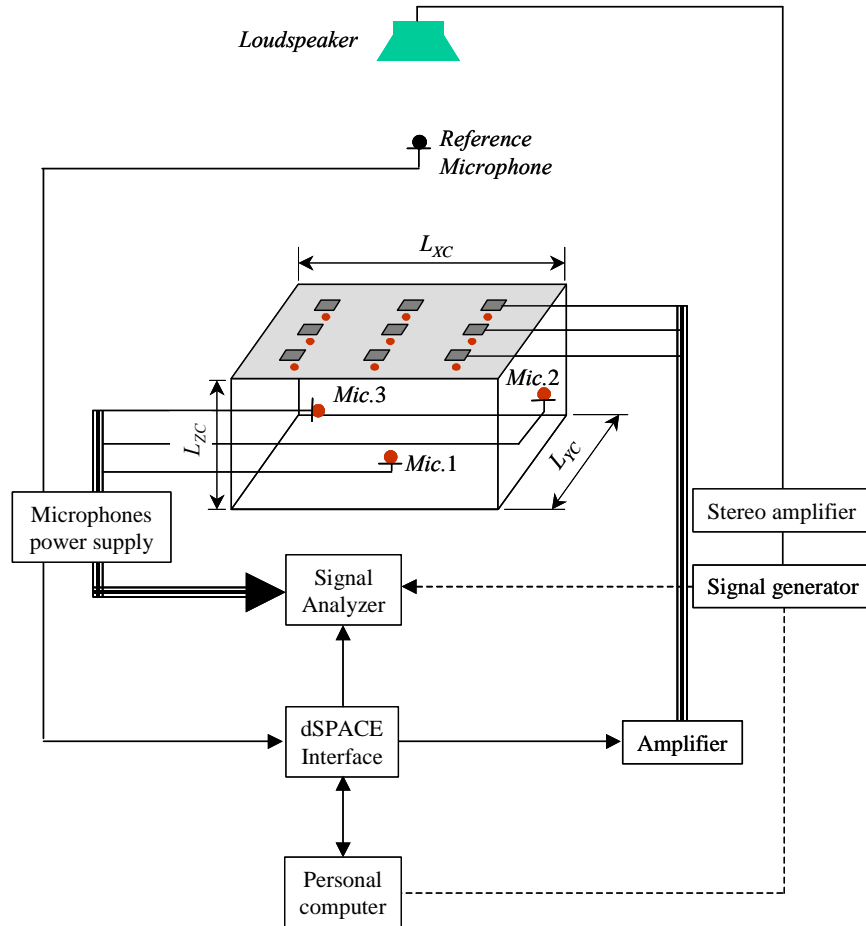 Loudspeaker
Reference
Microphone
L_XC
Mic.2
Mic.3
L_ZC
L_YC
Mic.1
Microphones
power supply
Stereo amplifier
Signal
Analyzer
Signal generator
dSPACE
Interface
Amplifier
Personal
computer